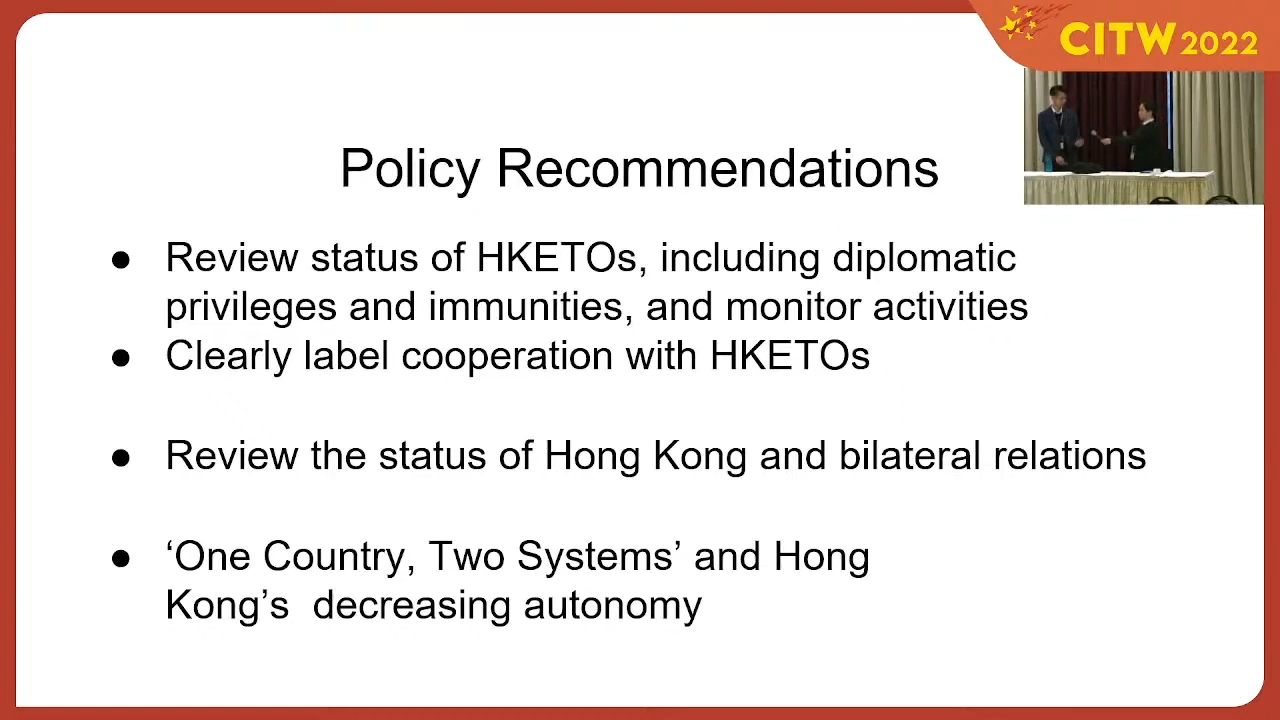 CITW 2022
Policy Recommendations
● Review status of HKETOs, including diplomatic
privileges and immunities, and monitor activities
● Clearly label cooperation with HKETOs
● Review the status of Hong Kong and bilateral relations
● ‘One Country, Two Systems’ and Hong
Kong’s  decreasing autonomy